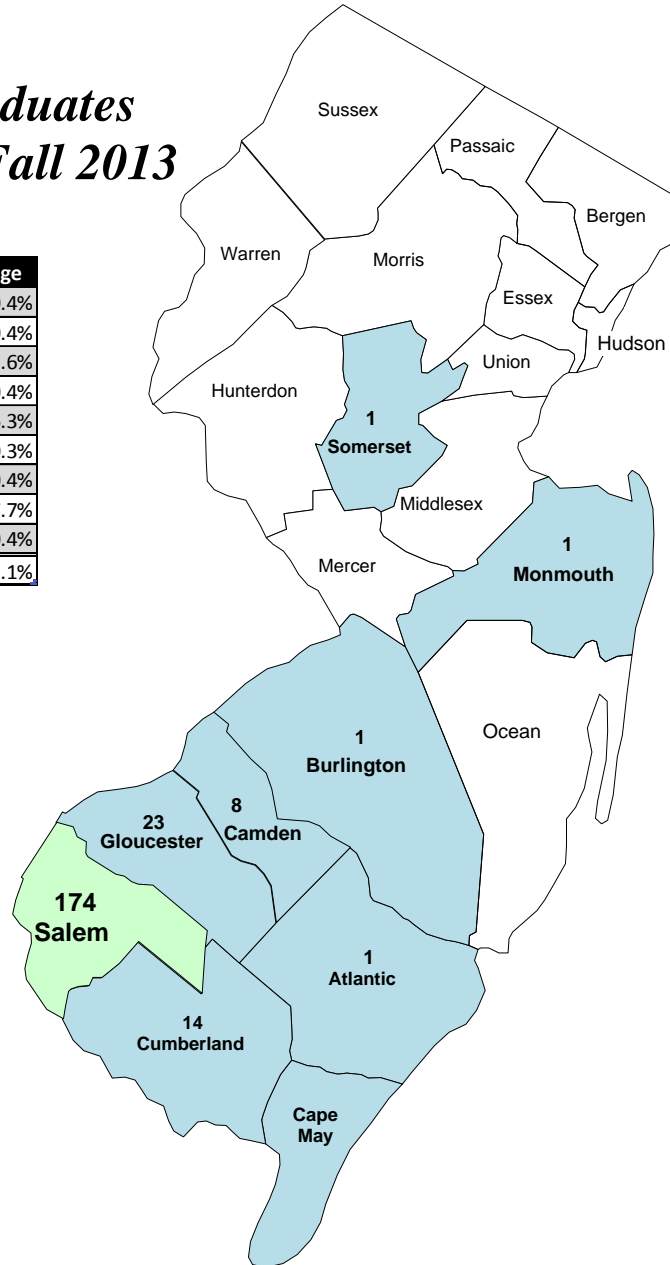 duates
Fall 2013
ge
.4%
.4%
.6%
.4%
.3%
.3%
.4%
.7%
.4%
.1%
Sussex
Passaic
Bergen
Warren
Morris
Essex
Hudson
Union
Hunterdon
1
Somerset
Middlesex
1
Monmouth
Mercer
Ocean
1
Burlington
8
Camden
23
Gloucester
174
Salem
1
Atlantic
14
Cumberland
Cape
May